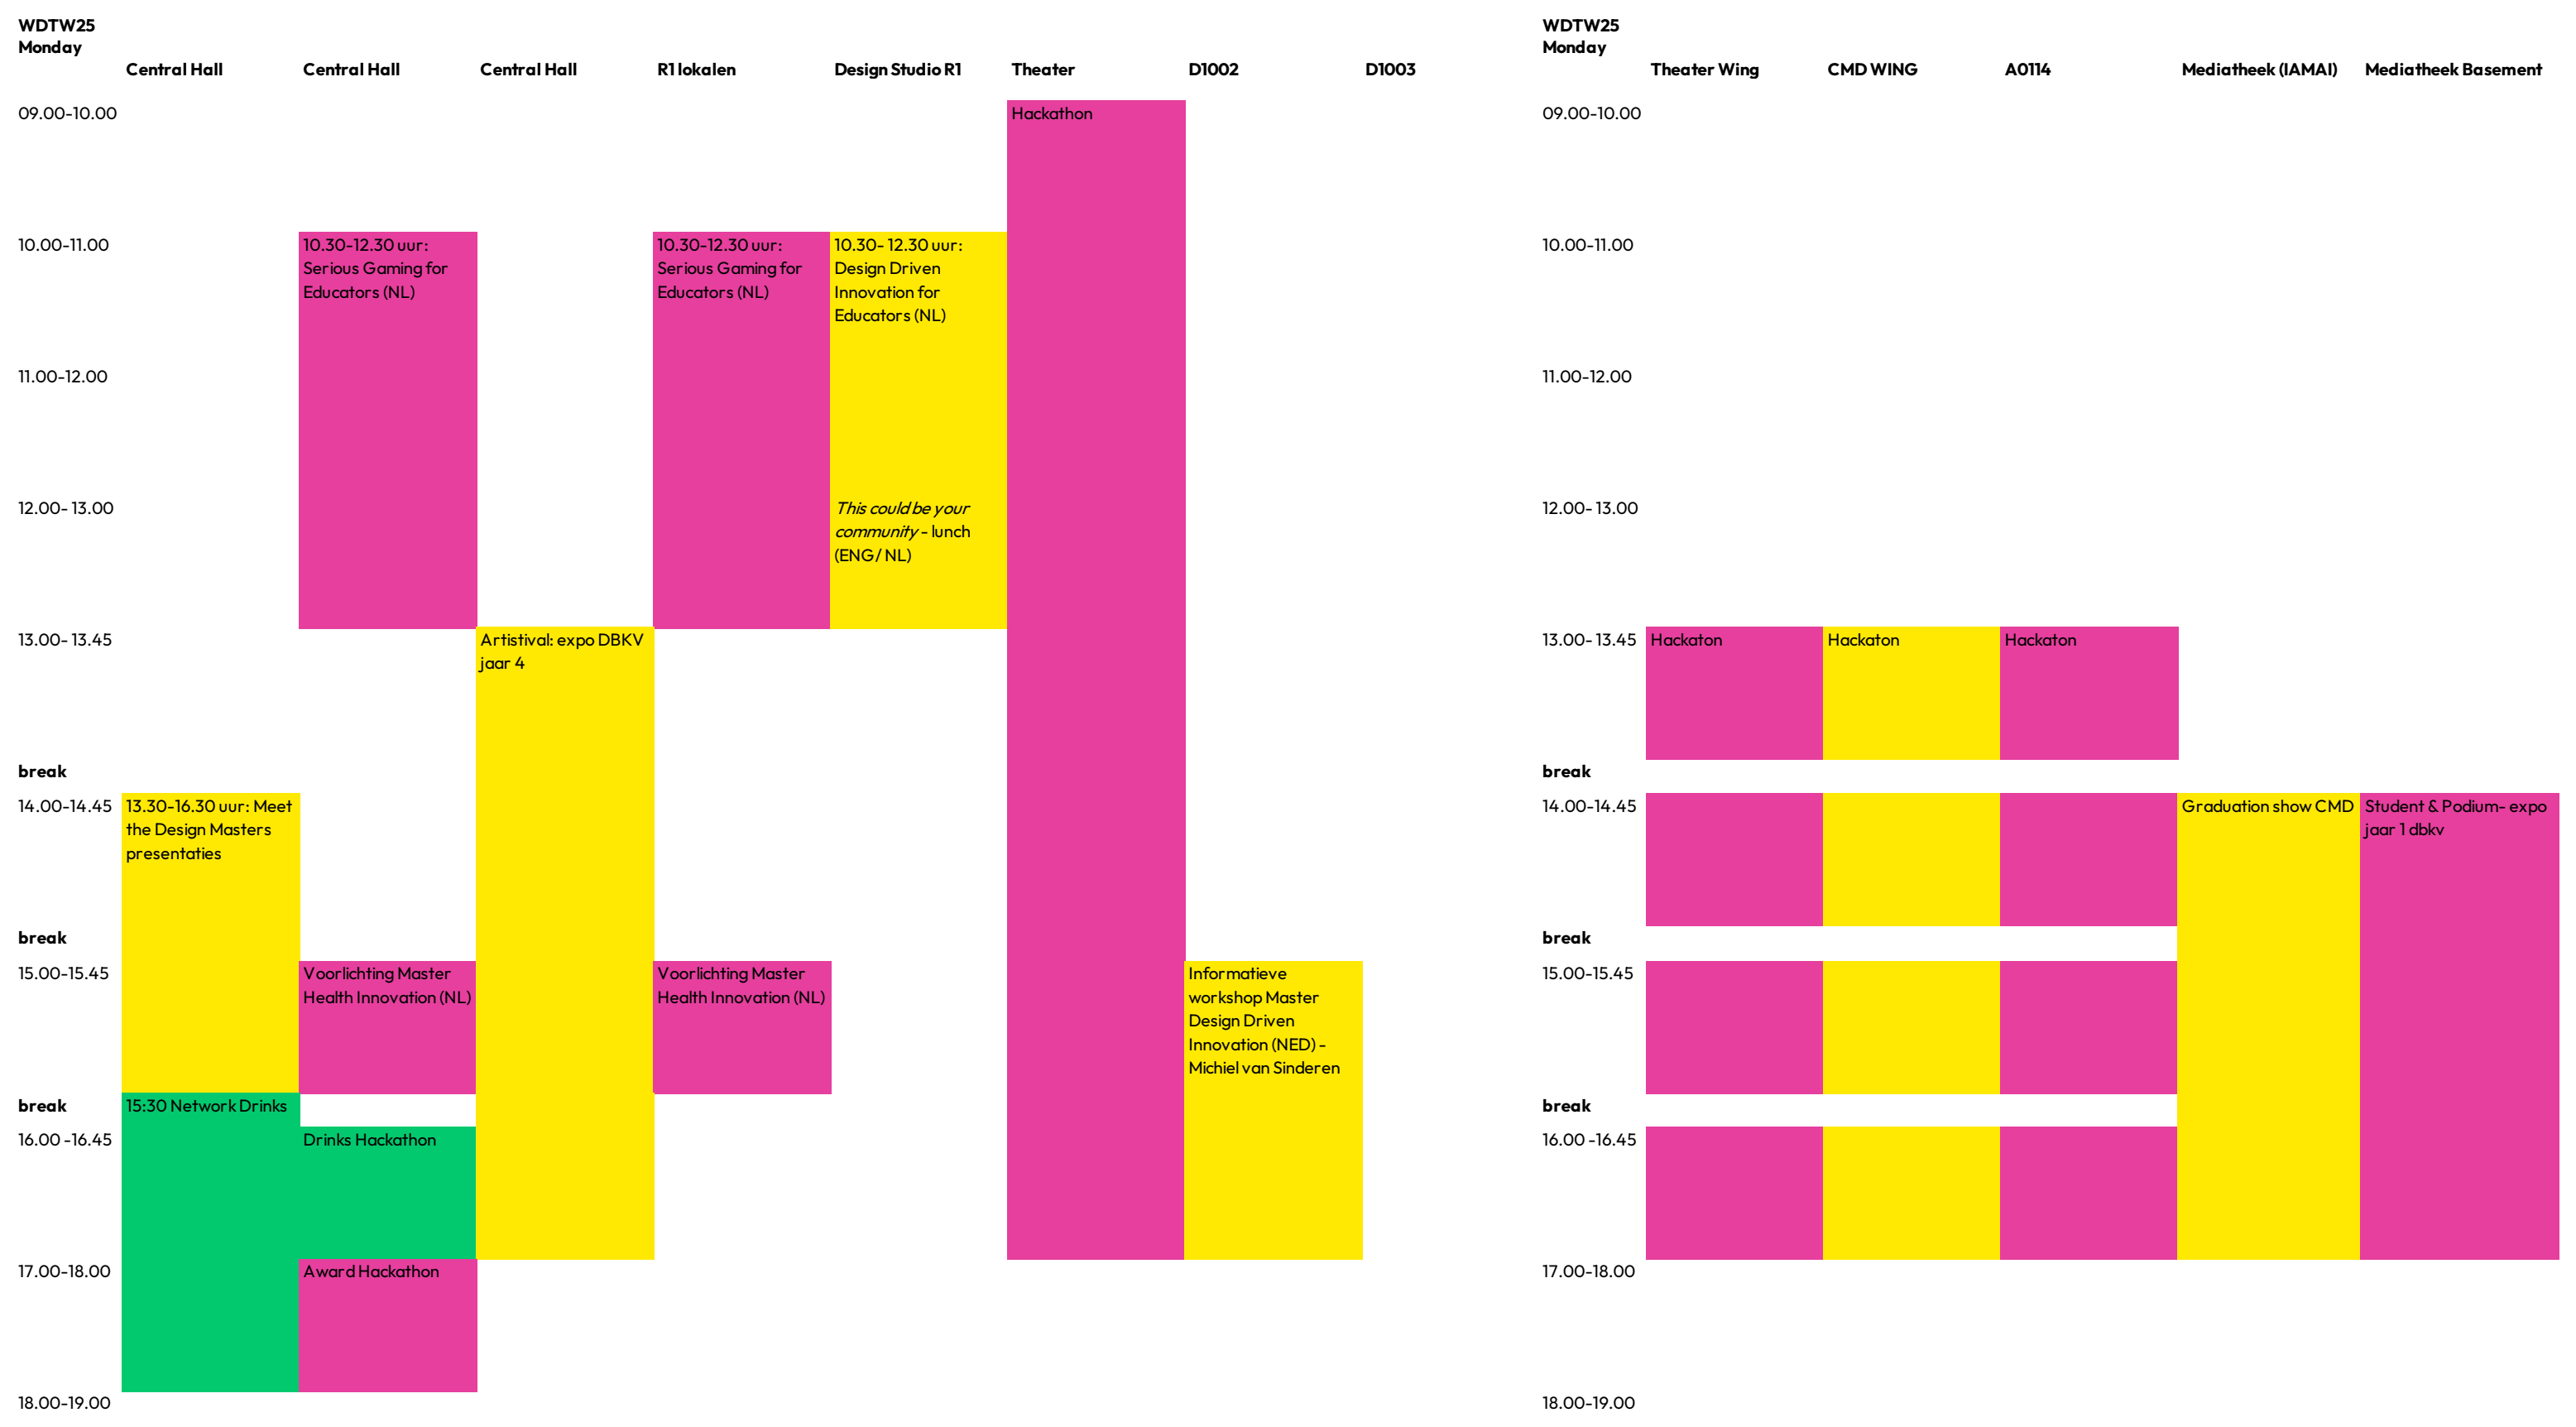 WDTW25
Monday
Central Hall
Central Hall
Central Hall
R1 lokalen
Design Studio R1
Theater
D1002
D1003
09.00-10.00
Hackathon
10.00-11.00
10.30-12.30 uur:
Serious Gaming for
Educators (NL)
10.30-12.30 uur:
Serious Gaming for
Educators (NL)
10.30- 12.30 uur:
Design Driven
Innovation for
Educators (NL)
11.00-12.00
12.00- 13.00
This could be your
community - lunch
(ENG/ NL)
13.00- 13.45
Artistival: expo DBKV
jaar 4
break
14.00-14.45
13.30-16.30 uur: Meet
the Design Masters
presentaties
break
15.00-15.45
Voorlichting Master
Health Innovation (NL)
Voorlichting Master
Health Innovation (NL)
Informatieve
workshop Master
Design Driven
Innovation (NED) -
Michiel van Sinderen
break
15:30 Network Drinks
16.00 -16.45
Drinks Hackathon
17.00-18.00
Award Hackathon
18.00-19.00
WDTW25
Monday
Theater Wing
CMD WING
A0114
Mediatheek (IAMAI)
Mediatheek Basement
09.00-10.00
10.00-11.00
11.00-12.00
12.00- 13.00
13.00- 13.45
Hackaton
Hackaton
Hackaton
break
14.00-14.45
Graduation show CMD
Student & Podium- expo
jaar 1 dbkv
break
15.00-15.45
break
16.00 -16.45
17.00-18.00
18.00-19.00